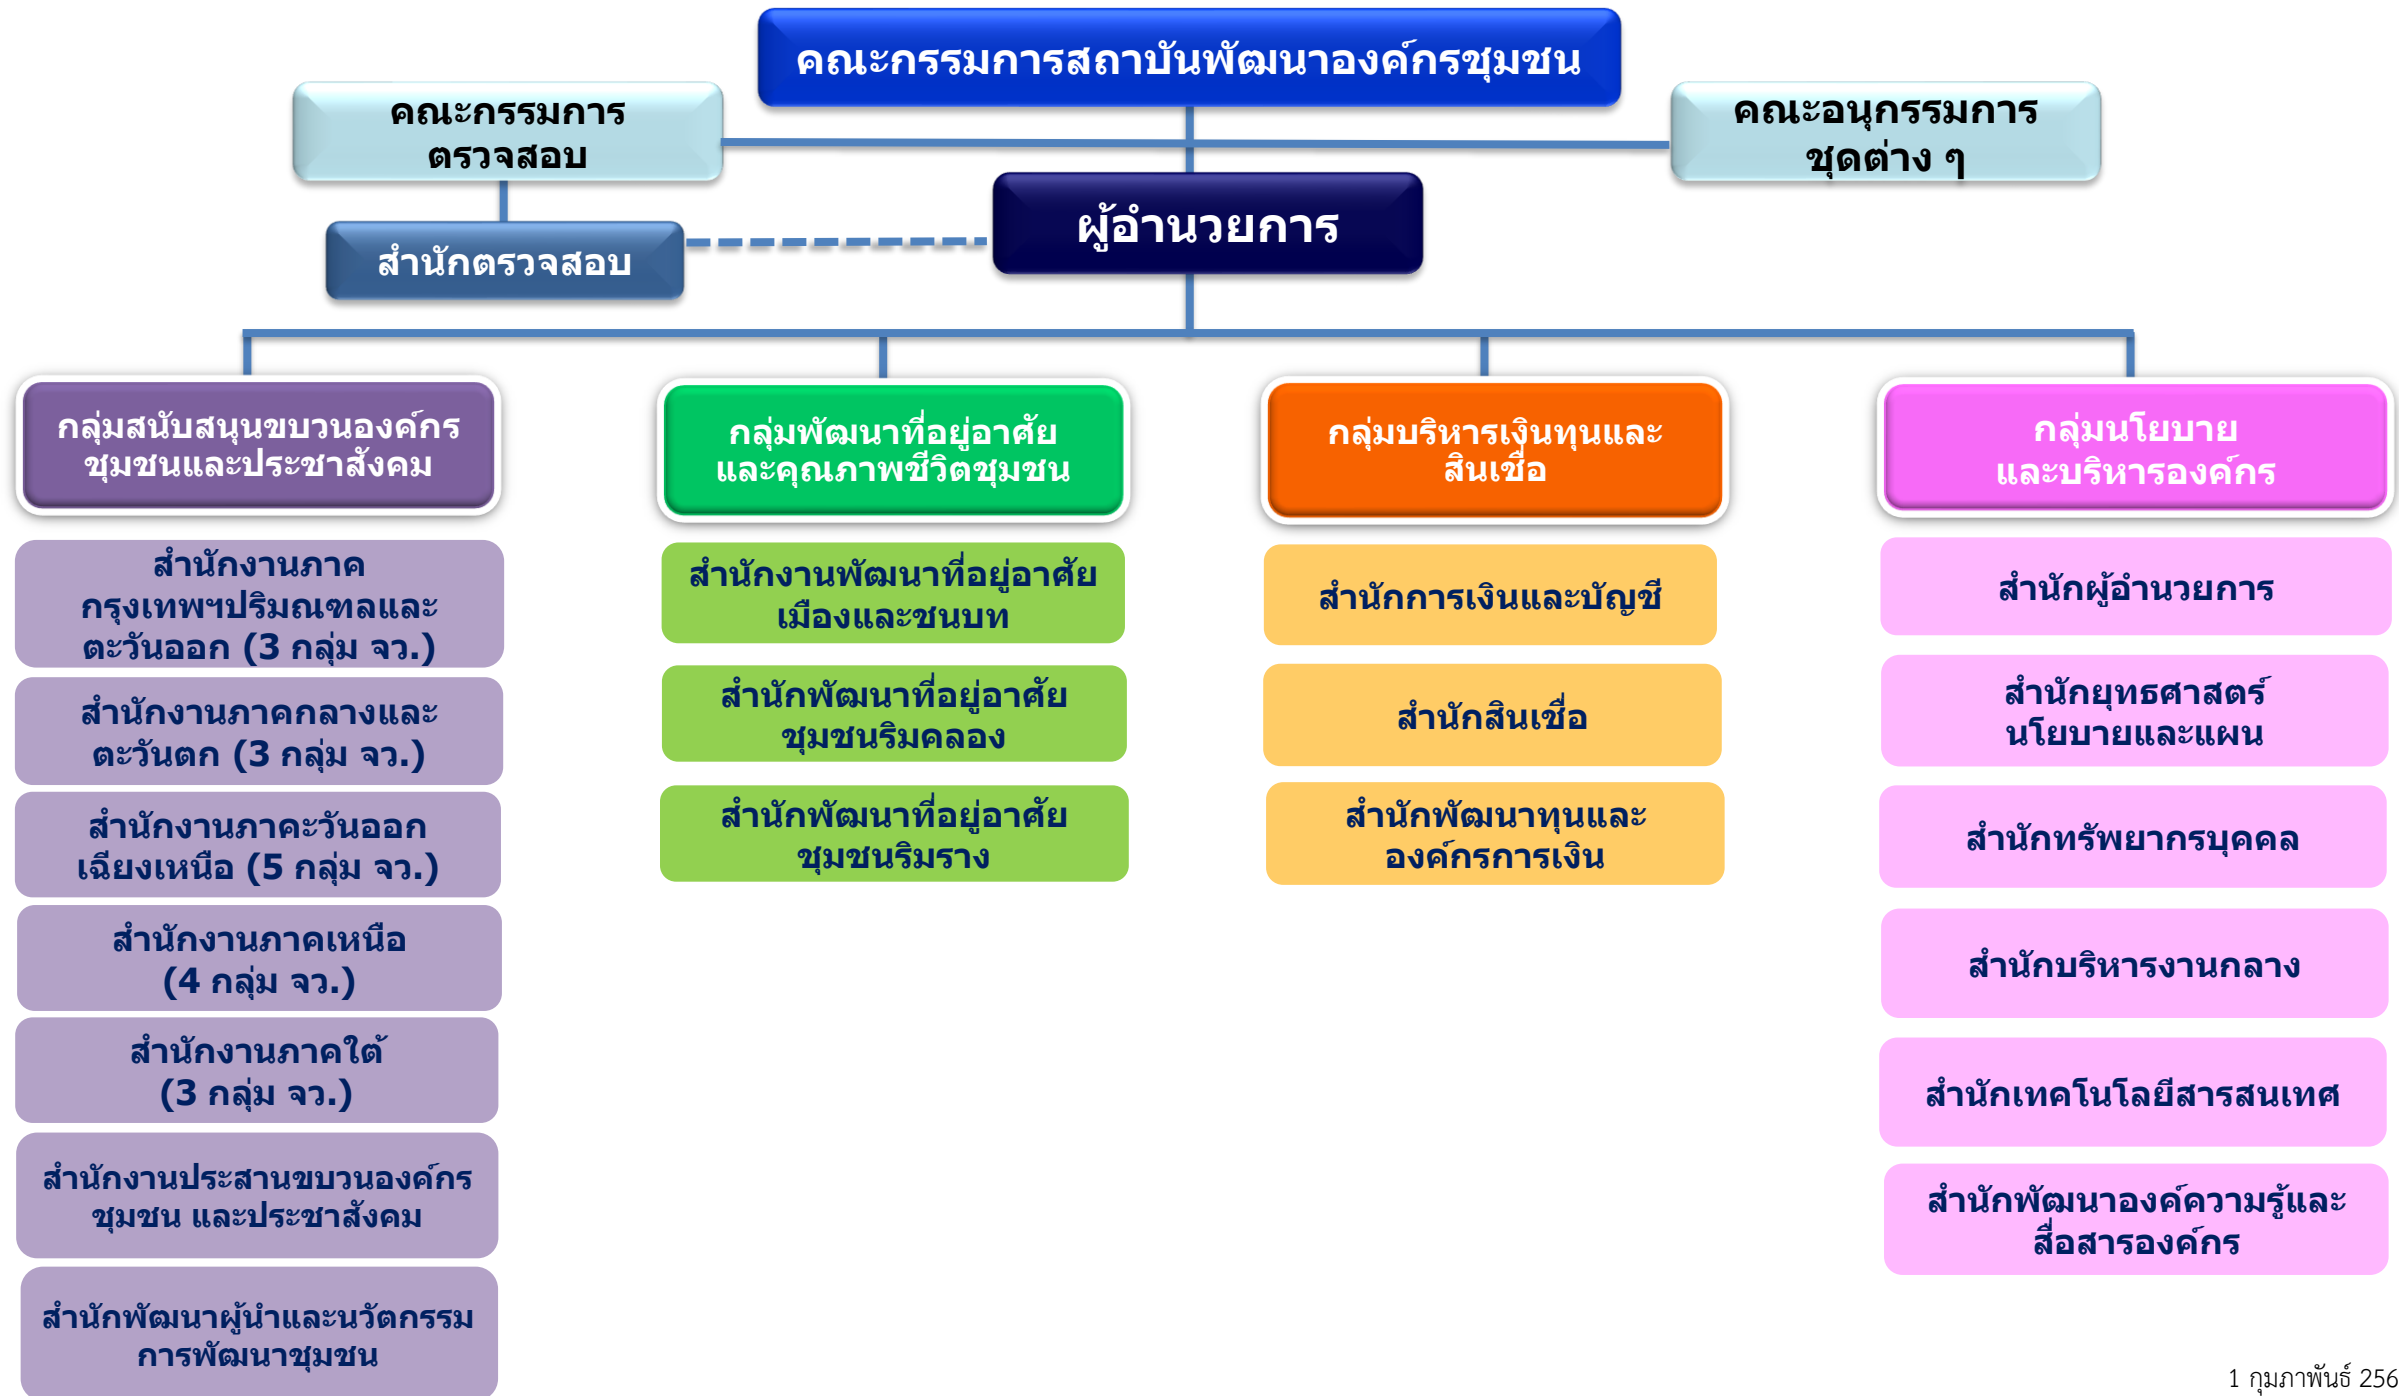 คณะกรรมการสถาบันพัฒนาองค์กรชุมชน
คณะกรรมการ
ตรวจสอบ
คณะอนุกรรมการ
ชุดต่าง ๆ
ผู้อำนวยการ
สำนักตรวจสอบ
กลุ่มสนับสนุนขบวนองค์กร
ชุมชนและประชาสังคม
สำนักงานภาค
กรุงเทพฯปริมณฑลและ
ตะวันออก (3 กลุ่ม จว.)
สำนักงานภาคกลางและ
ตะวันตก (3 กลุ่ม จว.)
สำนักงานภาคะวันออก
เฉียงเหนือ (5 กลุ่ม จว.)
สำนักงานภาคเหนือ
(4 กลุ่ม จว.)
สำนักงานภาคใต้
(3 กลุ่ม จว.)
สำนักงานประสานขบวนองค์กร
ชุมชน และประชาสังคม
สำนักพัฒนาผู้นำและนวัตกรรม
การพัฒนาชุมชน
กลุ่มพัฒนาที่อยู่อาศัย
และคุณภาพชีวิตชุมชน
สำนักงานพัฒนาที่อยู่อาศัย
เมืองและชนบท
สำนักพัฒนาที่อยู่อาศัย
ชุมชนริมคลอง
สำนักพัฒนาที่อยู่อาศัย
ชุมชนริมราง
กลุ่มบริหารเงินทุนและ
สินเชื่อ
สำนักการเงินและบัญชี
สำนักสินเชื่อ
สำนักพัฒนาทุนและ
องค์กรการเงิน
กลุ่มนโยบาย
และบริหารองค์กร
สำนักผู้อำนวยการ
สำนักยุทธศาสตร์
นโยบายและแผน
สำนักทรัพยากรบุคคล
สำนักบริหารงานกลาง
สำนักเทคโนโลยีสารสนเทศ
สำนักพัฒนาองค์ความรู้และ
สื่อสารองค์กร
1 กุมภาพันธ์ 256